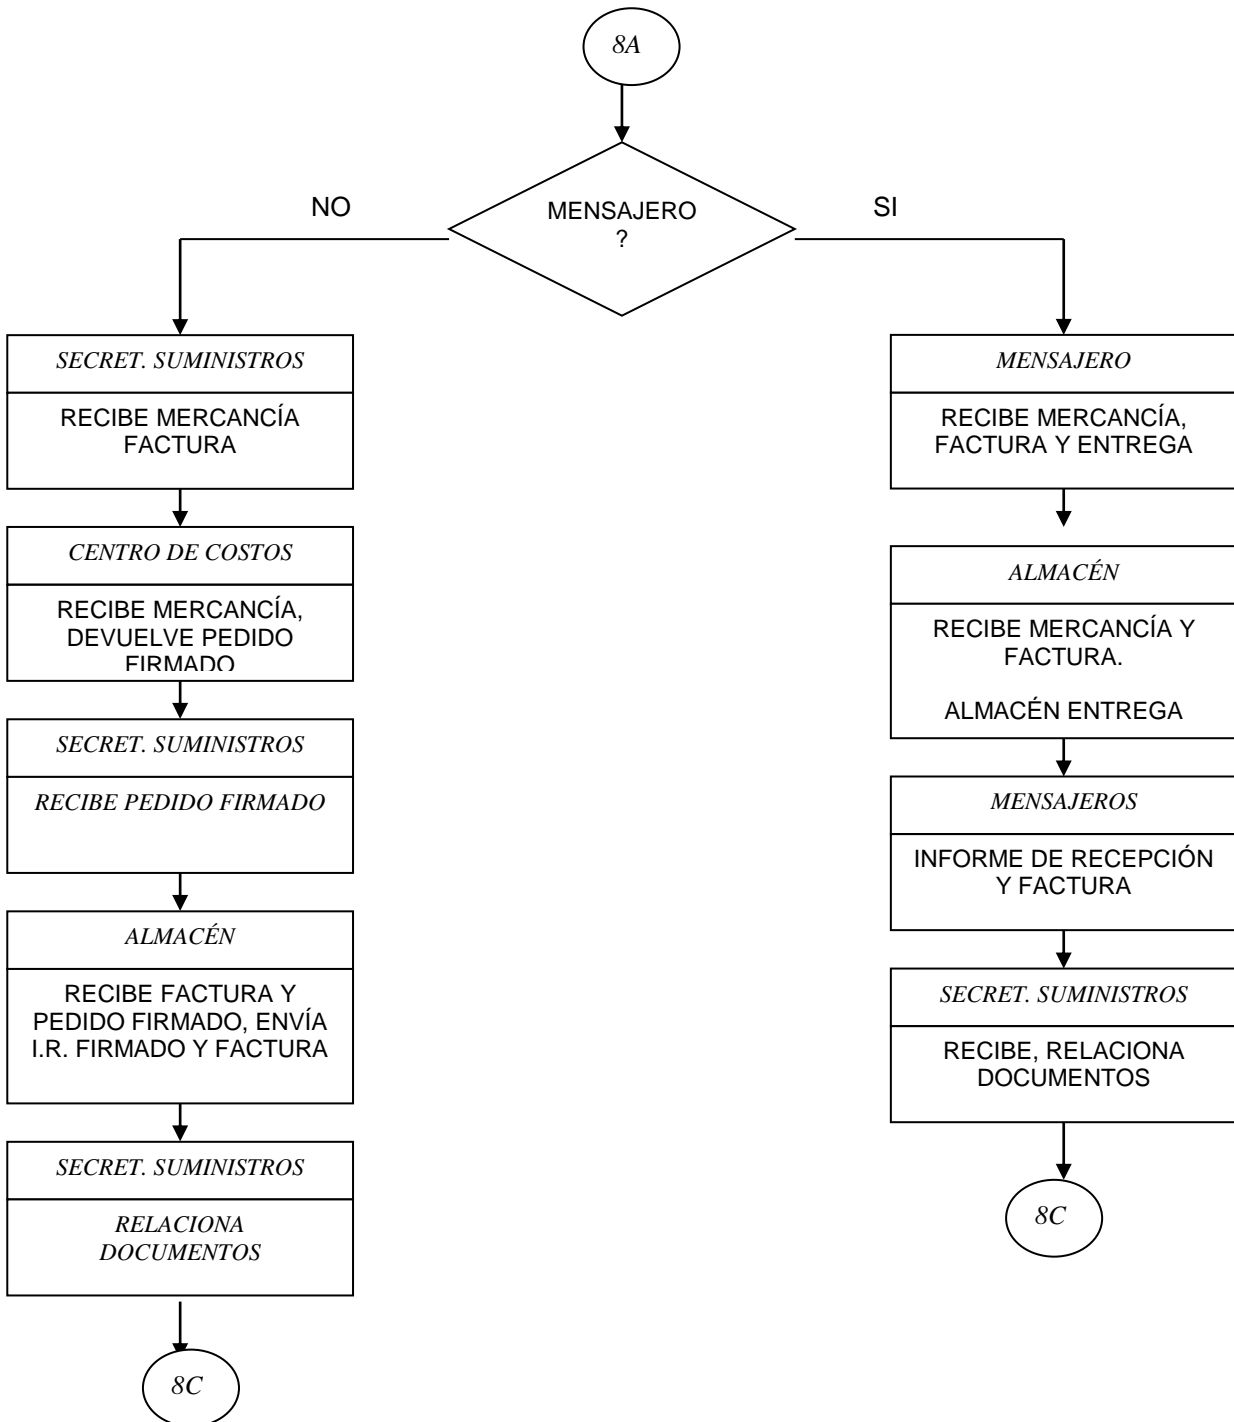 8A
MENSAJERO
?
NO
SI
SECRET. SUMINISTROS
RECIBE MERCANCÍA
FACTURA
CENTRO DE COSTOS
RECIBE MERCANCÍA,
DEVUELVE PEDIDO
FIRMADO
SECRET. SUMINISTROS
RECIBE PEDIDO FIRMADO
ALMACÉN
RECIBE FACTURA Y
PEDIDO FIRMADO, ENVÍA
I.R. FIRMADO Y FACTURA
SECRET. SUMINISTROS
RELACIONA
DOCUMENTOS
8C
MENSAJERO
RECIBE MERCANCÍA,
FACTURA Y ENTREGA
ALMACÉN
RECIBE MERCANCÍA Y
FACTURA.
ALMACÉN ENTREGA
MENSAJEROS
INFORME DE RECEPCIÓN
Y FACTURA
SECRET. SUMINISTROS
RECIBE, RELACIONA
DOCUMENTOS
8C